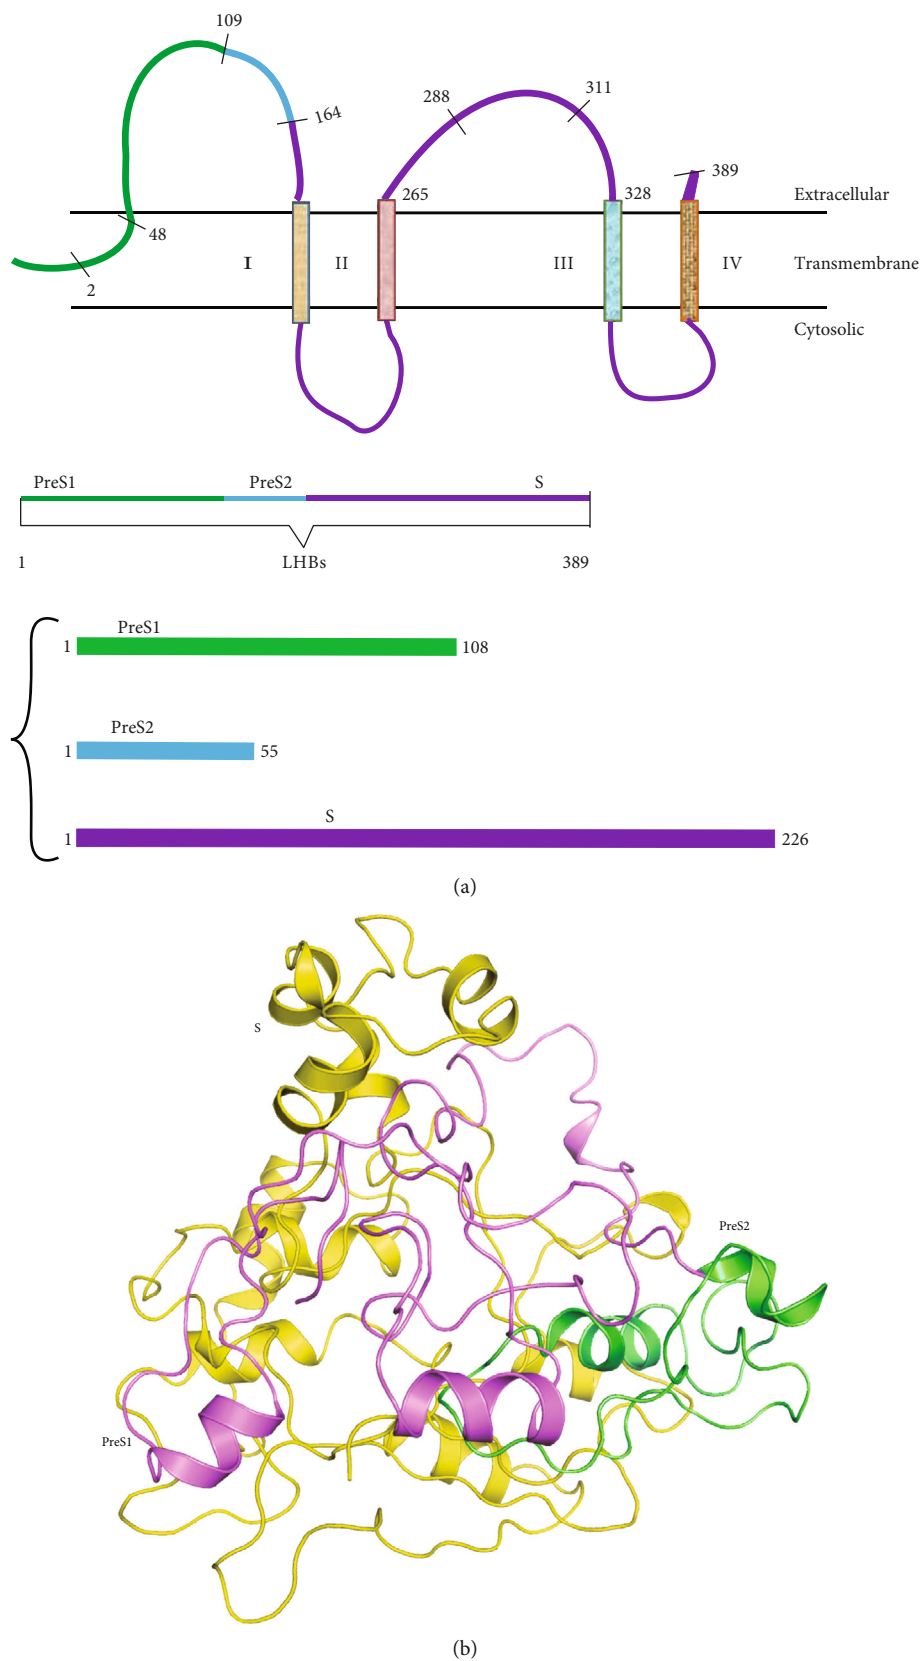 109
288
311
164
389
265
328
Extracellular
48
I
II
III
IV
Transmembrane
2
Cytosolic
PreS1
PreS2
S
1
LHBs
389
PreS1
1
108
PreS2
1
55
S
1
226
(a)
S
PreS2
PreS1
(b)